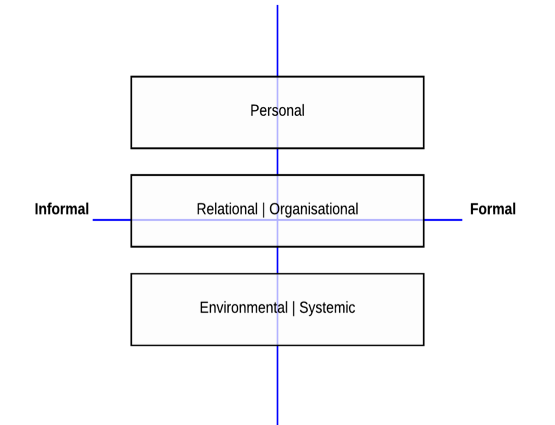 Personal
Informal
Relational | Organisational
Formal
Environmental | Systemic